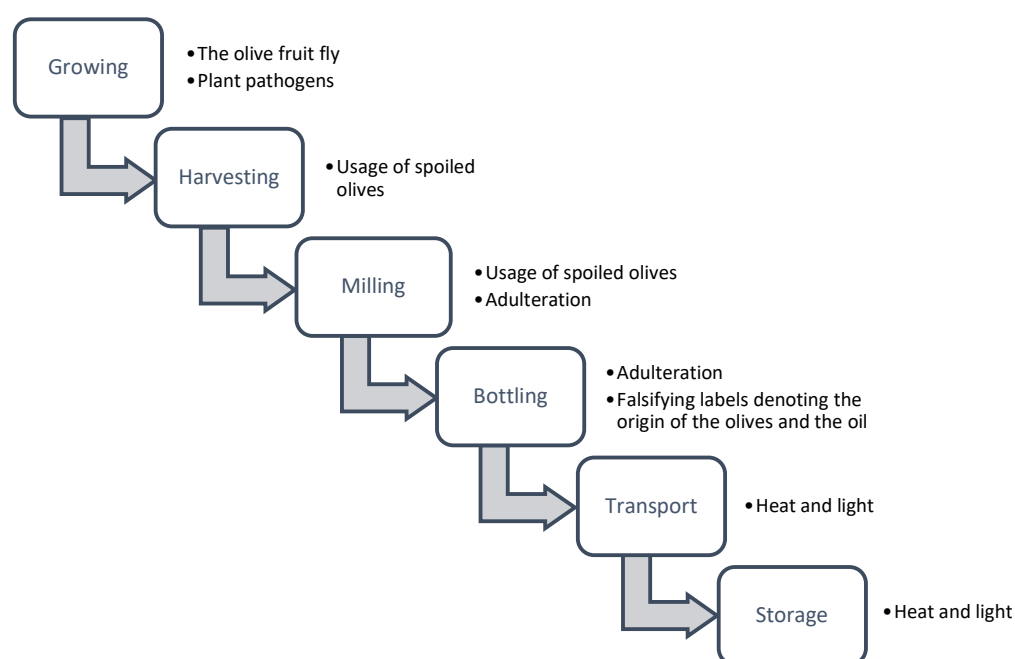 Growing
•The olive fruit fly
•Plant pathogens
Harvesting
•Usage of spoiled
olives
Milling
•Usage of spoiled olives
•Adulteration
Bottling
•Adulteration
•Falsifying labels denoting the
origin of the olives and the oil
Transport
•Heat and light
Storage
•Heat and light